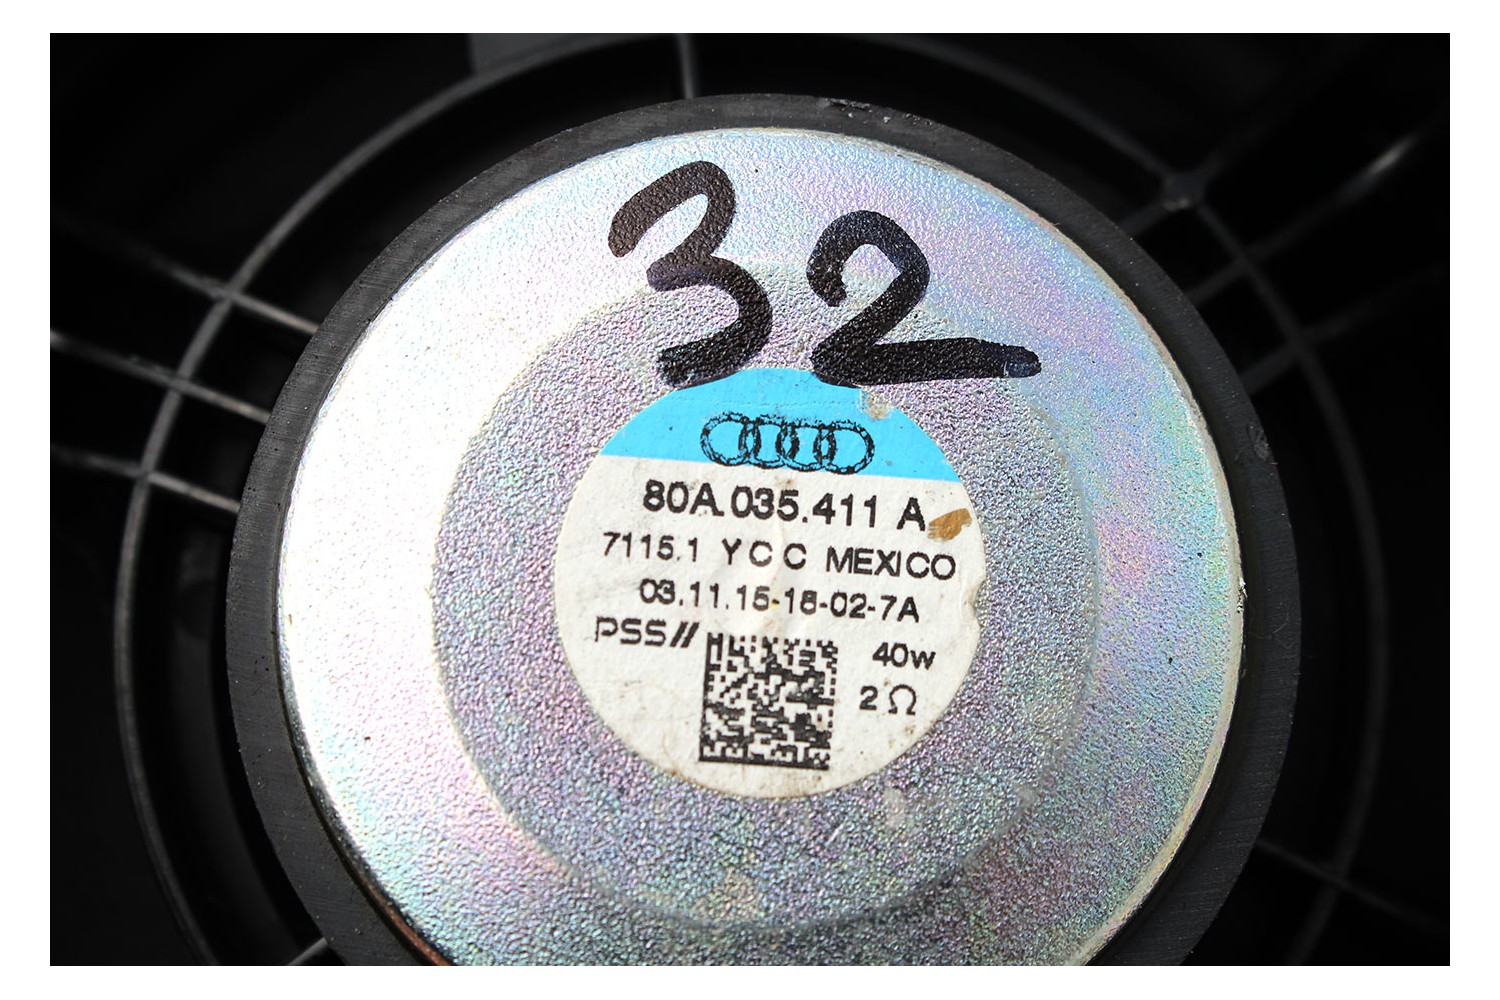 32
80A.035.411 A
7115.1 YCC MEXICO
03.11.15-18-02-7A
PSS//
40w
2Ω